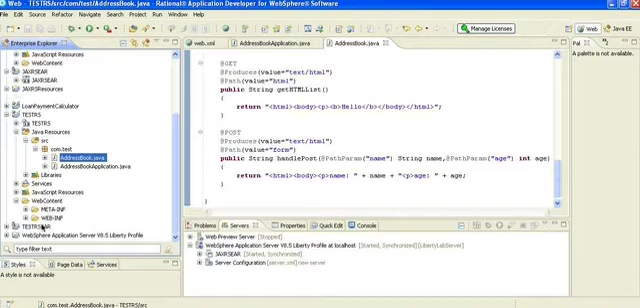 Web - TESTRS/src/com/test/AddressBook.java - Rational® Application Developer for WebSphere® Software
File Edit Source Refactor Navigate Search Project Run Window Help
Manage Licenses
Web
Java EE
Enterprise Explorer
JavaScript Resources
WebContent
JAXRSEAR
JAXRSEAR
JAXRSResources
LoanPaymentCalculator
TESTRS
TESTRS
Java Resources
src
com.test
AddressBook.java
AddressBookApplication.java
Libraries
Services
JavaScript Resources
WebContent
META-INF
WEB-INF
TESTRSEAR
WebSphere Application Server V8.5 Liberty Profile
type filter text
Styles
Page Data
Services
A style is not available.
web.xml
AddressBookApplication.java
AddressBook.java
@GET
@Produces(value="text/html")
@Path(value="html")
public String getHTMLList()
{
return "<html><body><p><b>Hello</b></body></html>";
}
@POST
@Produces(value="text/html")
@Path(value="form")
public String handlePost(@PathParam("name") String name,@PathParam("age") int age)
{
return "<html><body><p>name: " + name + "<p>age: " + age;
}
Pal
A palette is not available.
Problems
Servers
Properties
Quick Edit
Console
Web Preview Server [Stopped]
WebSphere Application Server V8.5 Liberty Profile at localhost [Started, Synchronized] [LibertyLabServer]
JAXRSEAR [Started, Synchronized]
Server Configuration [server.xml] new server
com.test.AddressBook.java - TESTRS/src